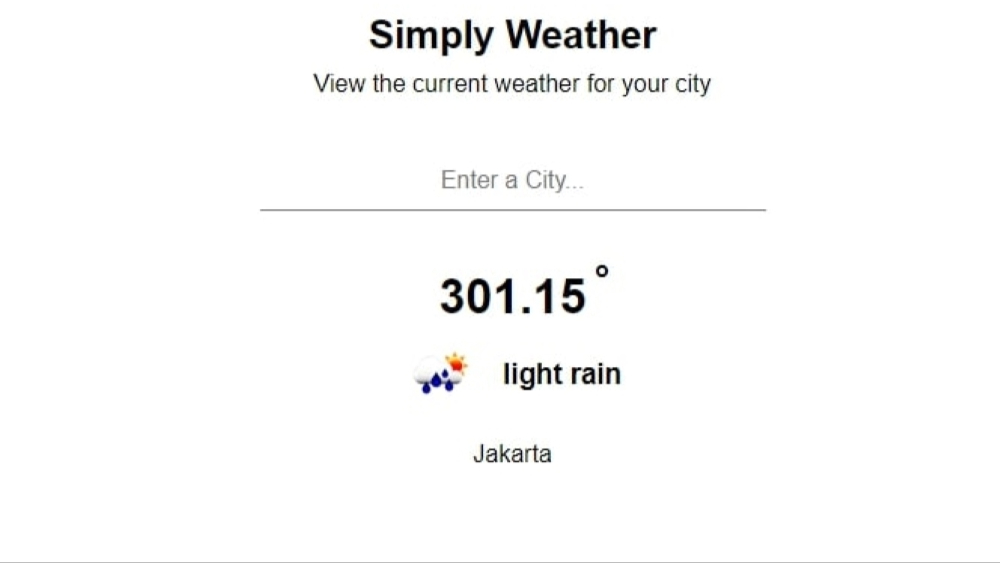 Simply Weather
View the current weather for your city
Enter a City...
301.15°
light rain
Jakarta